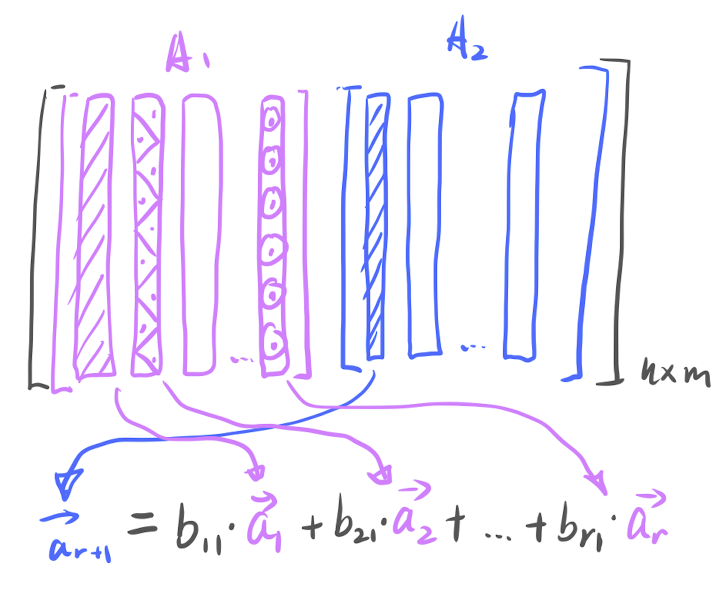 A₁ A₂
[ [ ... ] [ ... ] ] n×m
a⃗ᵣ₊₁ = b₁₁·a⃗₁ + b₂₁·a⃗₂ + ... + bᵣ₁·a⃗ᵣ